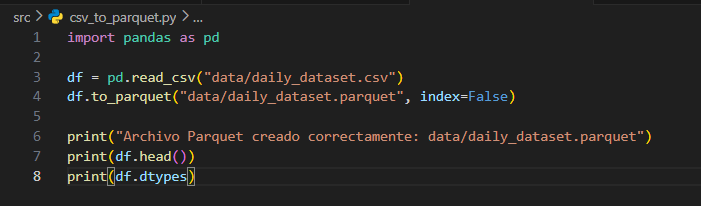 src > csv_to_parquet.py > ...
1 import pandas as pd
2
3 df = pd.read_csv("data/daily_dataset.csv")
4 df.to_parquet("data/daily_dataset.parquet", index=False)
5
6 print("Archivo Parquet creado correctamente: data/daily_dataset.parquet")
7 print(df.head())
8 print(df.dtypes)